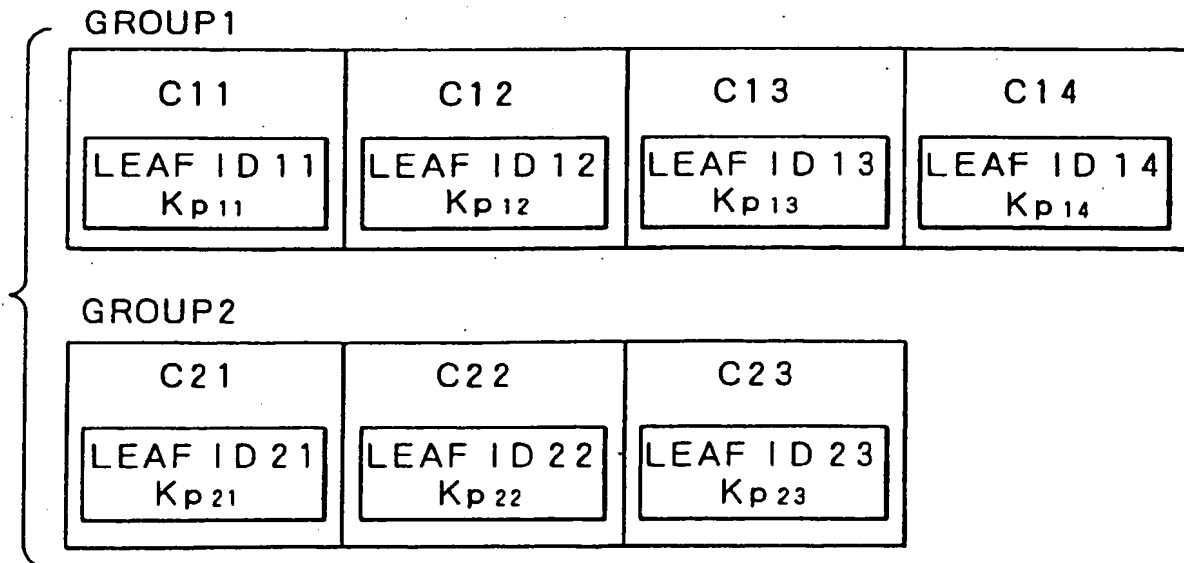 GROUP1
C11 C12 C13 C14
LEAF ID11 LEAF ID12 LEAF ID13 LEAF ID14
Kp11 Kp12 Kp13 Kp14
GROUP2
C21 C22 C23
LEAF ID21 LEAF ID22 LEAF ID23
Kp21 Kp22 Kp23